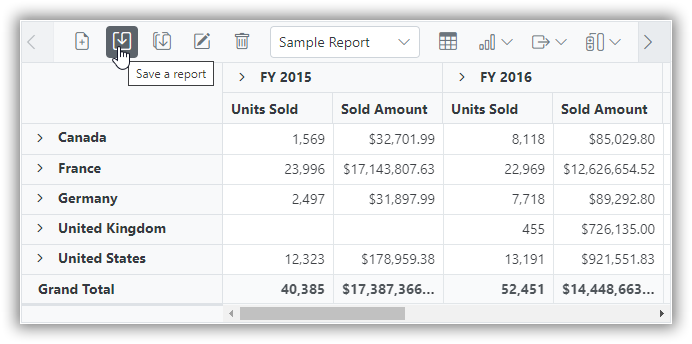 Sample Report
Save a report
FY 2015 FY 2016
Units Sold Sold Amount Units Sold Sold Amount
Canada 1,569 $32,701.99 8,118 $85,029.80
France 23,996 $17,143,807.63 22,969 $12,626,654.52
Germany 2,497 $31,897.99 7,718 $89,292.80
United Kingdom 455 $726,135.00
United States 12,323 $178,959.38 13,191 $921,551.83
Grand Total 40,385 $17,387,366... 52,451 $14,448,663...